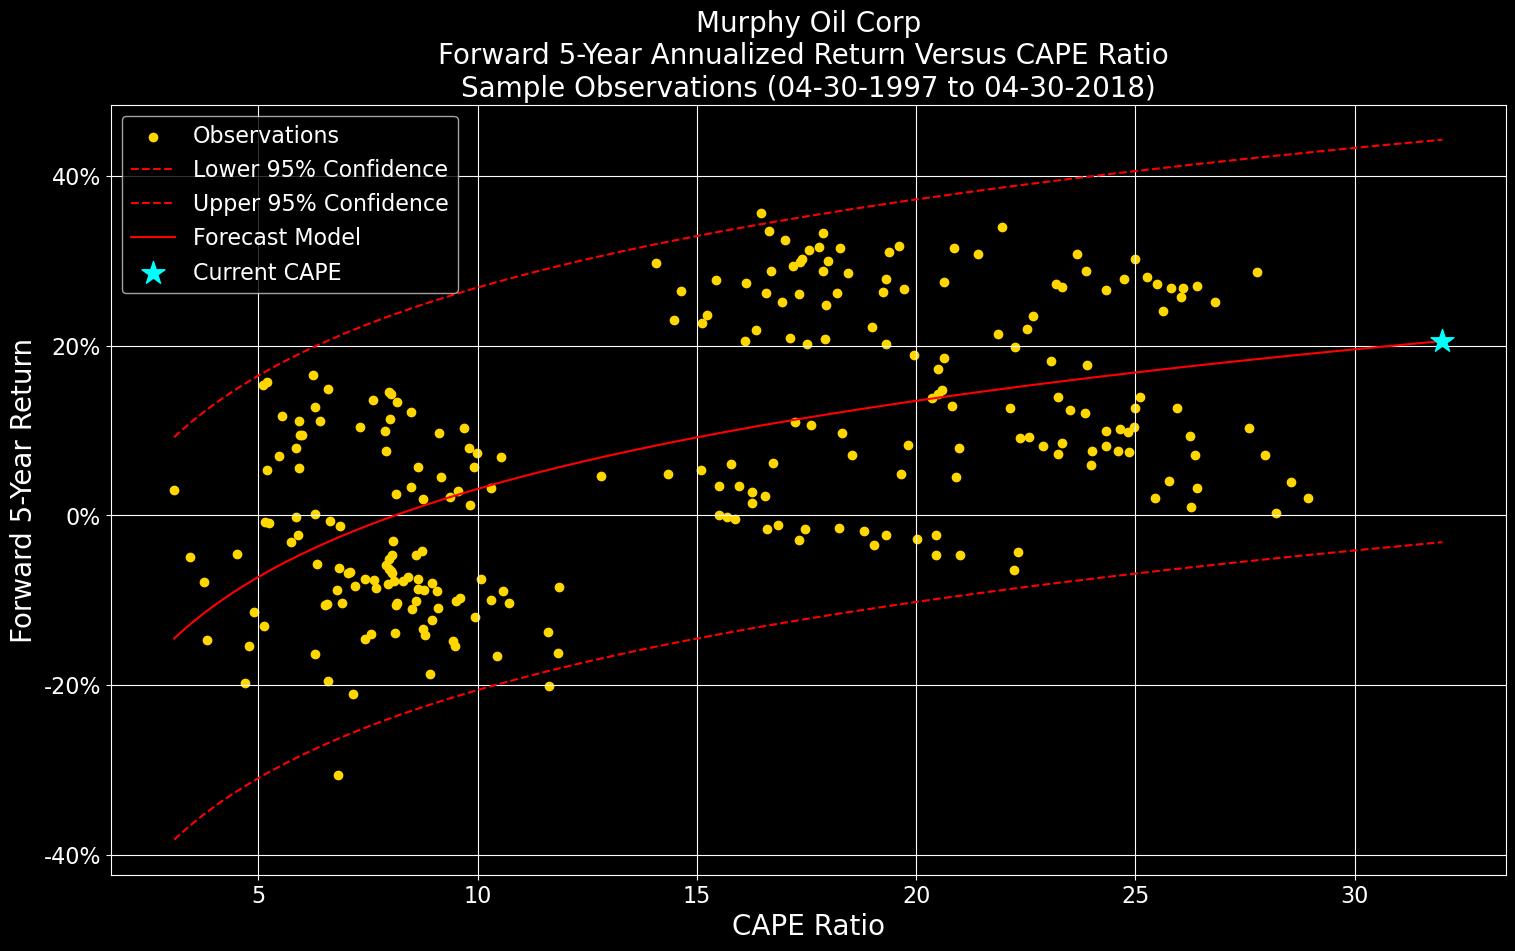 Murphy Oil Corp
Forward 5-Year Annualized Return Versus CAPE Ratio
Sample Observations (04-30-1997 to 04-30-2018)
Observations
Lower 95% Confidence
Upper 95% Confidence
Forecast Model
Current CAPE
Forward 5-Year Return
40%
20%
0%
-20%
-40%
5
10
15
20
25
30
CAPE Ratio